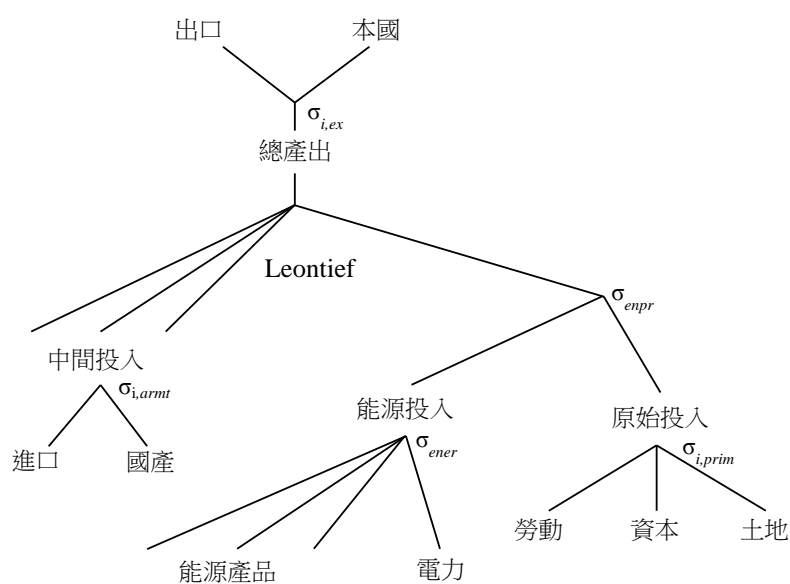 出口
本國
σi,ex
總產出
Leontief
σenpr
中間投入
σi,armt
能源投入
原始投入
進口
國產
σener
σi,prim
勞動
資本
土地
能源產品
電力